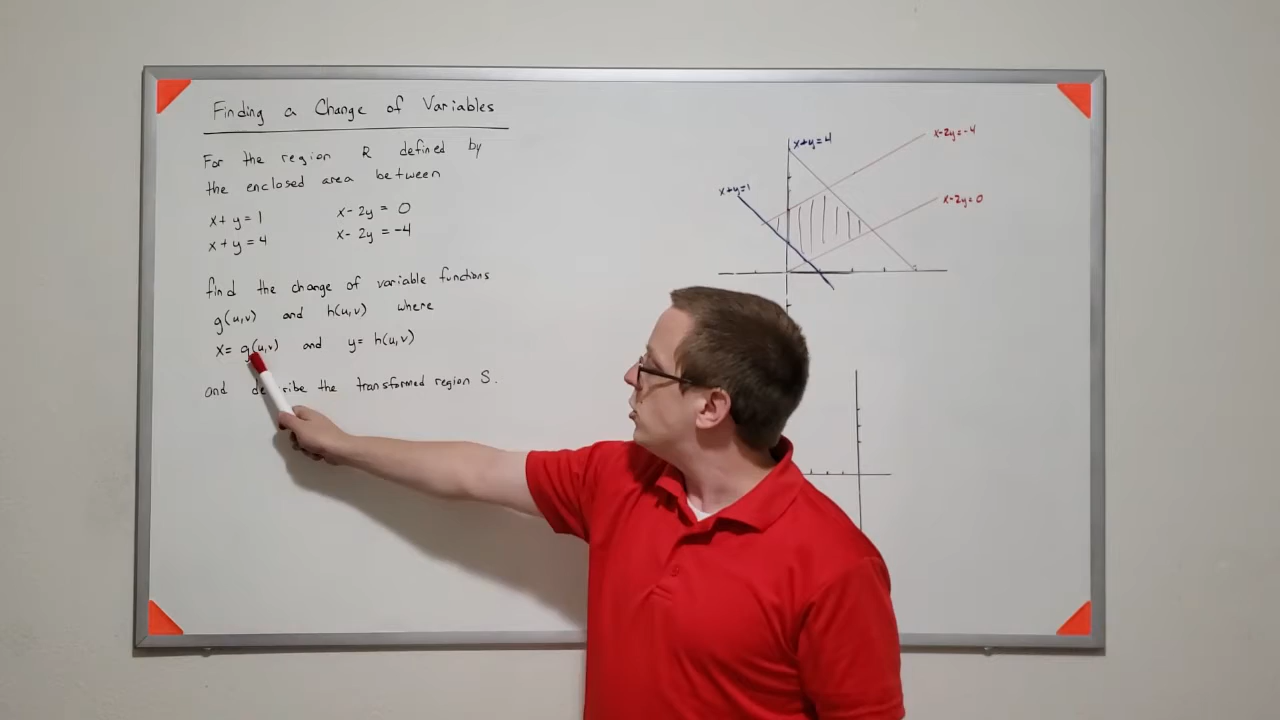 Finding a Change of Variables
For the region R defined by
the enclosed area between
x + y = 1 x - 2y = 0
x + y = 4 x - 2y = -4
find the change of variable functions
g(u,v) and h(u,v) where
x = g(u,v) and y = h(u,v)
and describe the transformed region S.
x+y=4
x-2y=-4
x+y=1
x-2y=0